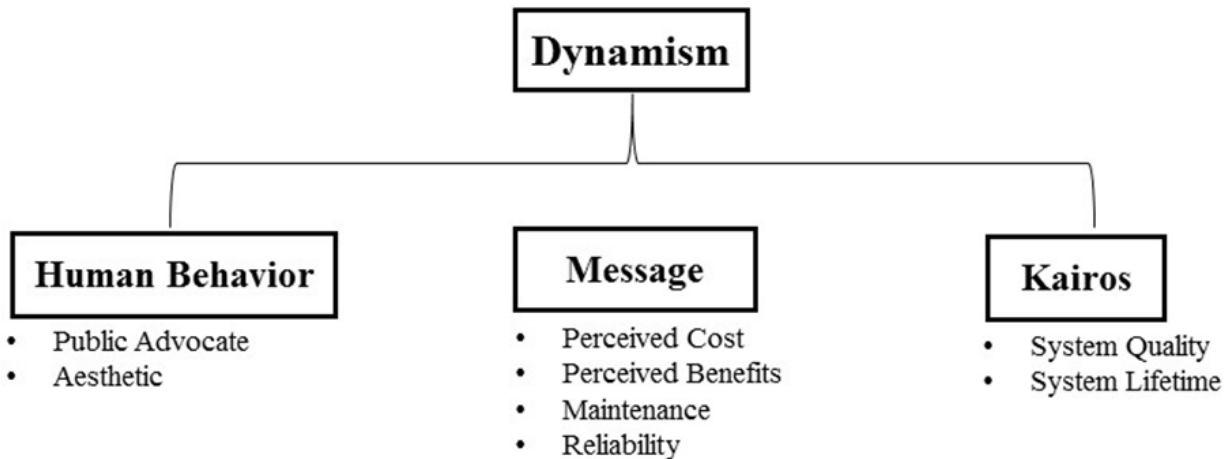 Dynamism
Human Behavior
• Public Advocate
• Aesthetic
Message
• Perceived Cost
• Perceived Benefits
• Maintenance
• Reliability
Kairos
• System Quality
• System Lifetime